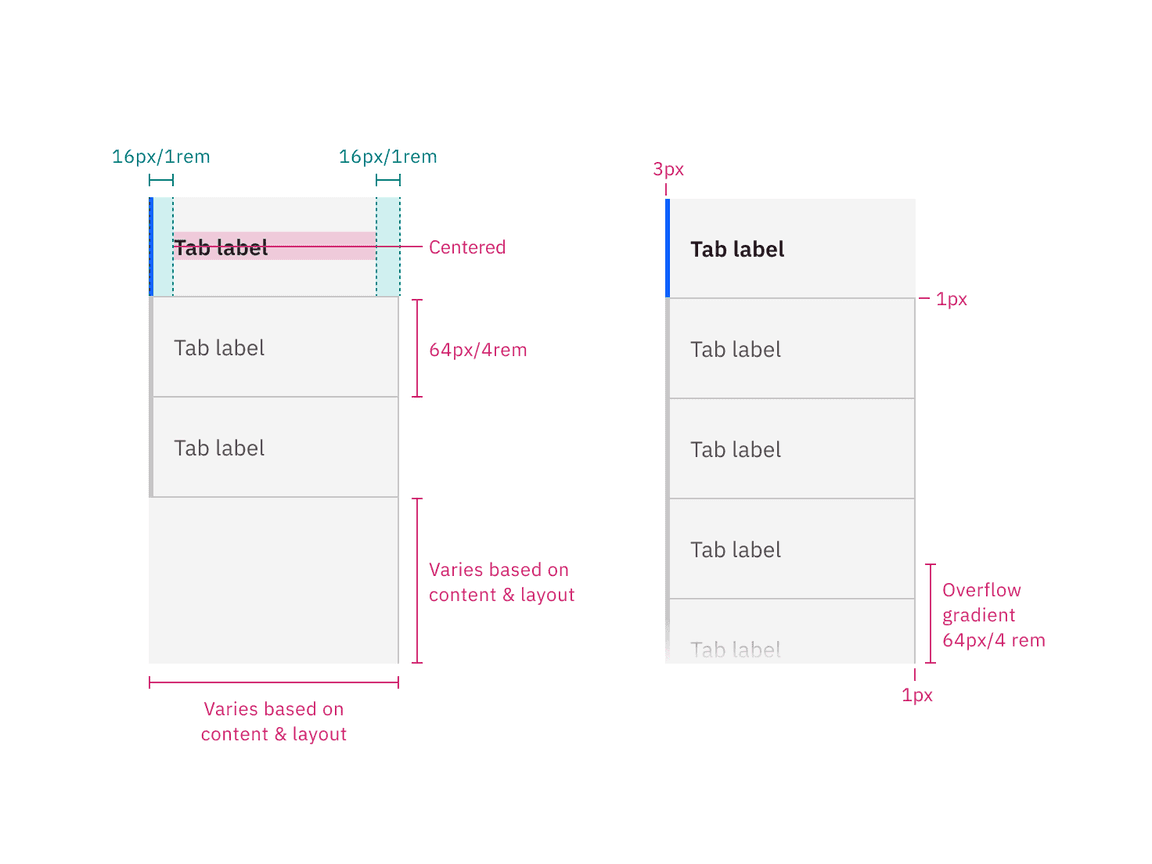 16px/1rem
16px/1rem
Tab label
Centered
Tab label
64px/4rem
Tab label
Varies based on
content & layout
Varies based on
content & layout
3px
Tab label
1px
Tab label
Tab label
Tab label
Overflow
gradient
64px/4 rem
Tab label
1px